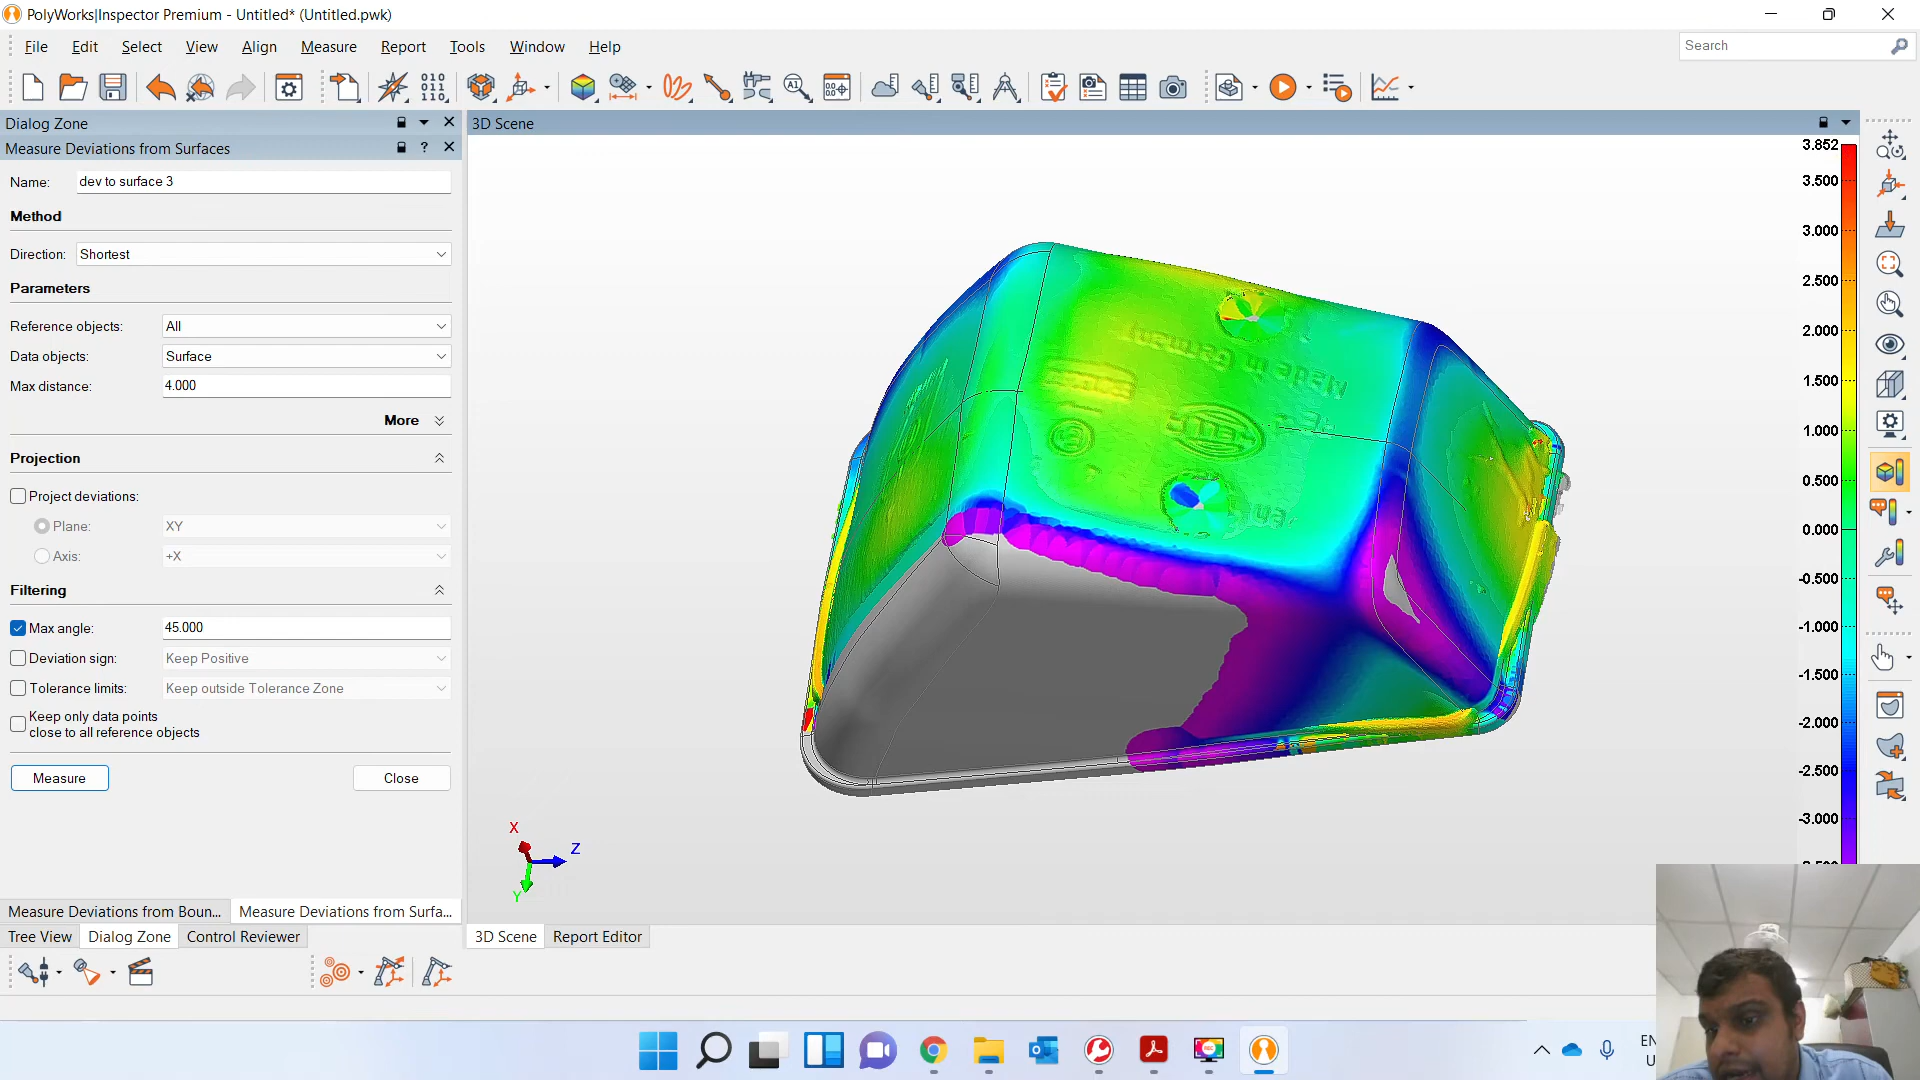 PolyWorks|Inspector Premium - Untitled* (Untitled.pwk)
File Edit Select View Align Measure Report Tools Window Help
Search
Dialog Zone
3D Scene
Measure Deviations from Surfaces
Name: dev to surface 3
Method
Direction: Shortest
Parameters
Reference objects: All
Data objects: Surface
Max distance: 4.000
More
Projection
Project deviations:
Plane: XY
Axis: +X
Filtering
Max angle: 45.000
Deviation sign: Keep Positive
Tolerance limits: Keep outside Tolerance Zone
Keep only data points
close to all reference objects
Measure Close
Measure Deviations from Boun... Measure Deviations from Surfa...
Tree View Dialog Zone Control Reviewer
3D Scene Report Editor
3.852
3.500
3.000
2.500
2.000
1.500
1.000
0.500
0.000
-0.500
-1.000
-1.500
-2.000
-2.500
-3.000
Made in Germany
X
Z
Y